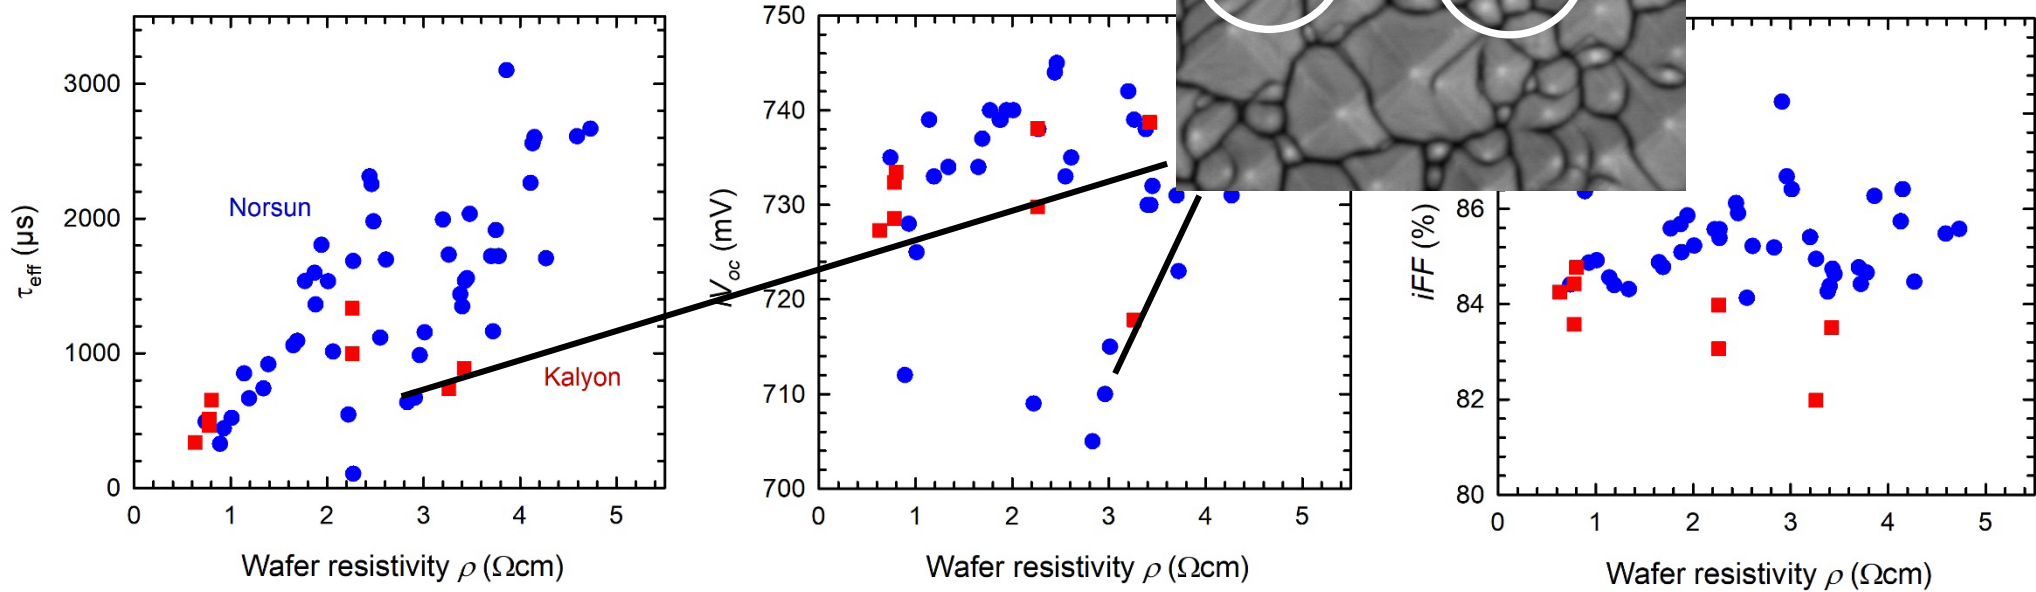 3000
2000
1000
0
τeff (µs)
Norsun
Kalyon
0 1 2 3 4 5
Wafer resistivity ρ (Ωcm)
750
740
730
720
710
700
Voc (mV)
0 1 2 3 4 5
Wafer resistivity ρ (Ωcm)
86
84
82
80
iFF (%)
0 1 2 3 4 5
Wafer resistivity ρ (Ωcm)